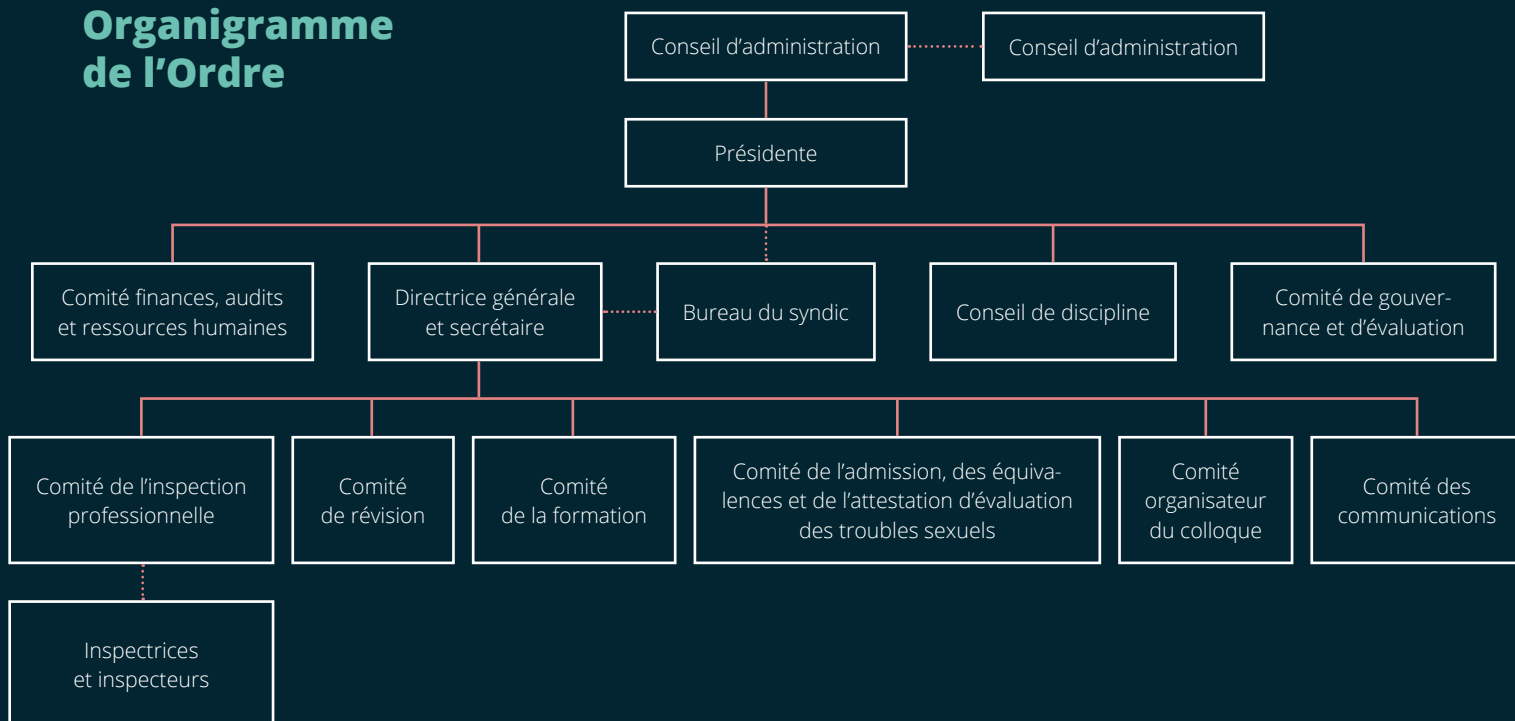 Organigramme
de l’Ordre
Conseil d’administration
Conseil d’administration
Présidente
Comité finances, audits
et ressources humaines
Directrice générale
et secrétaire
Bureau du syndic
Conseil de discipline
Comité de gouver-
nance et d’évaluation
Comité de l’inspection
professionnelle
Comité
de révision
Comité
de la formation
Comité de l’admission, des équiva-
lences et de l’attestation d’évaluation
des troubles sexuels
Comité
organisateur
du colloque
Comité des
communications
Inspectrices
et inspecteurs